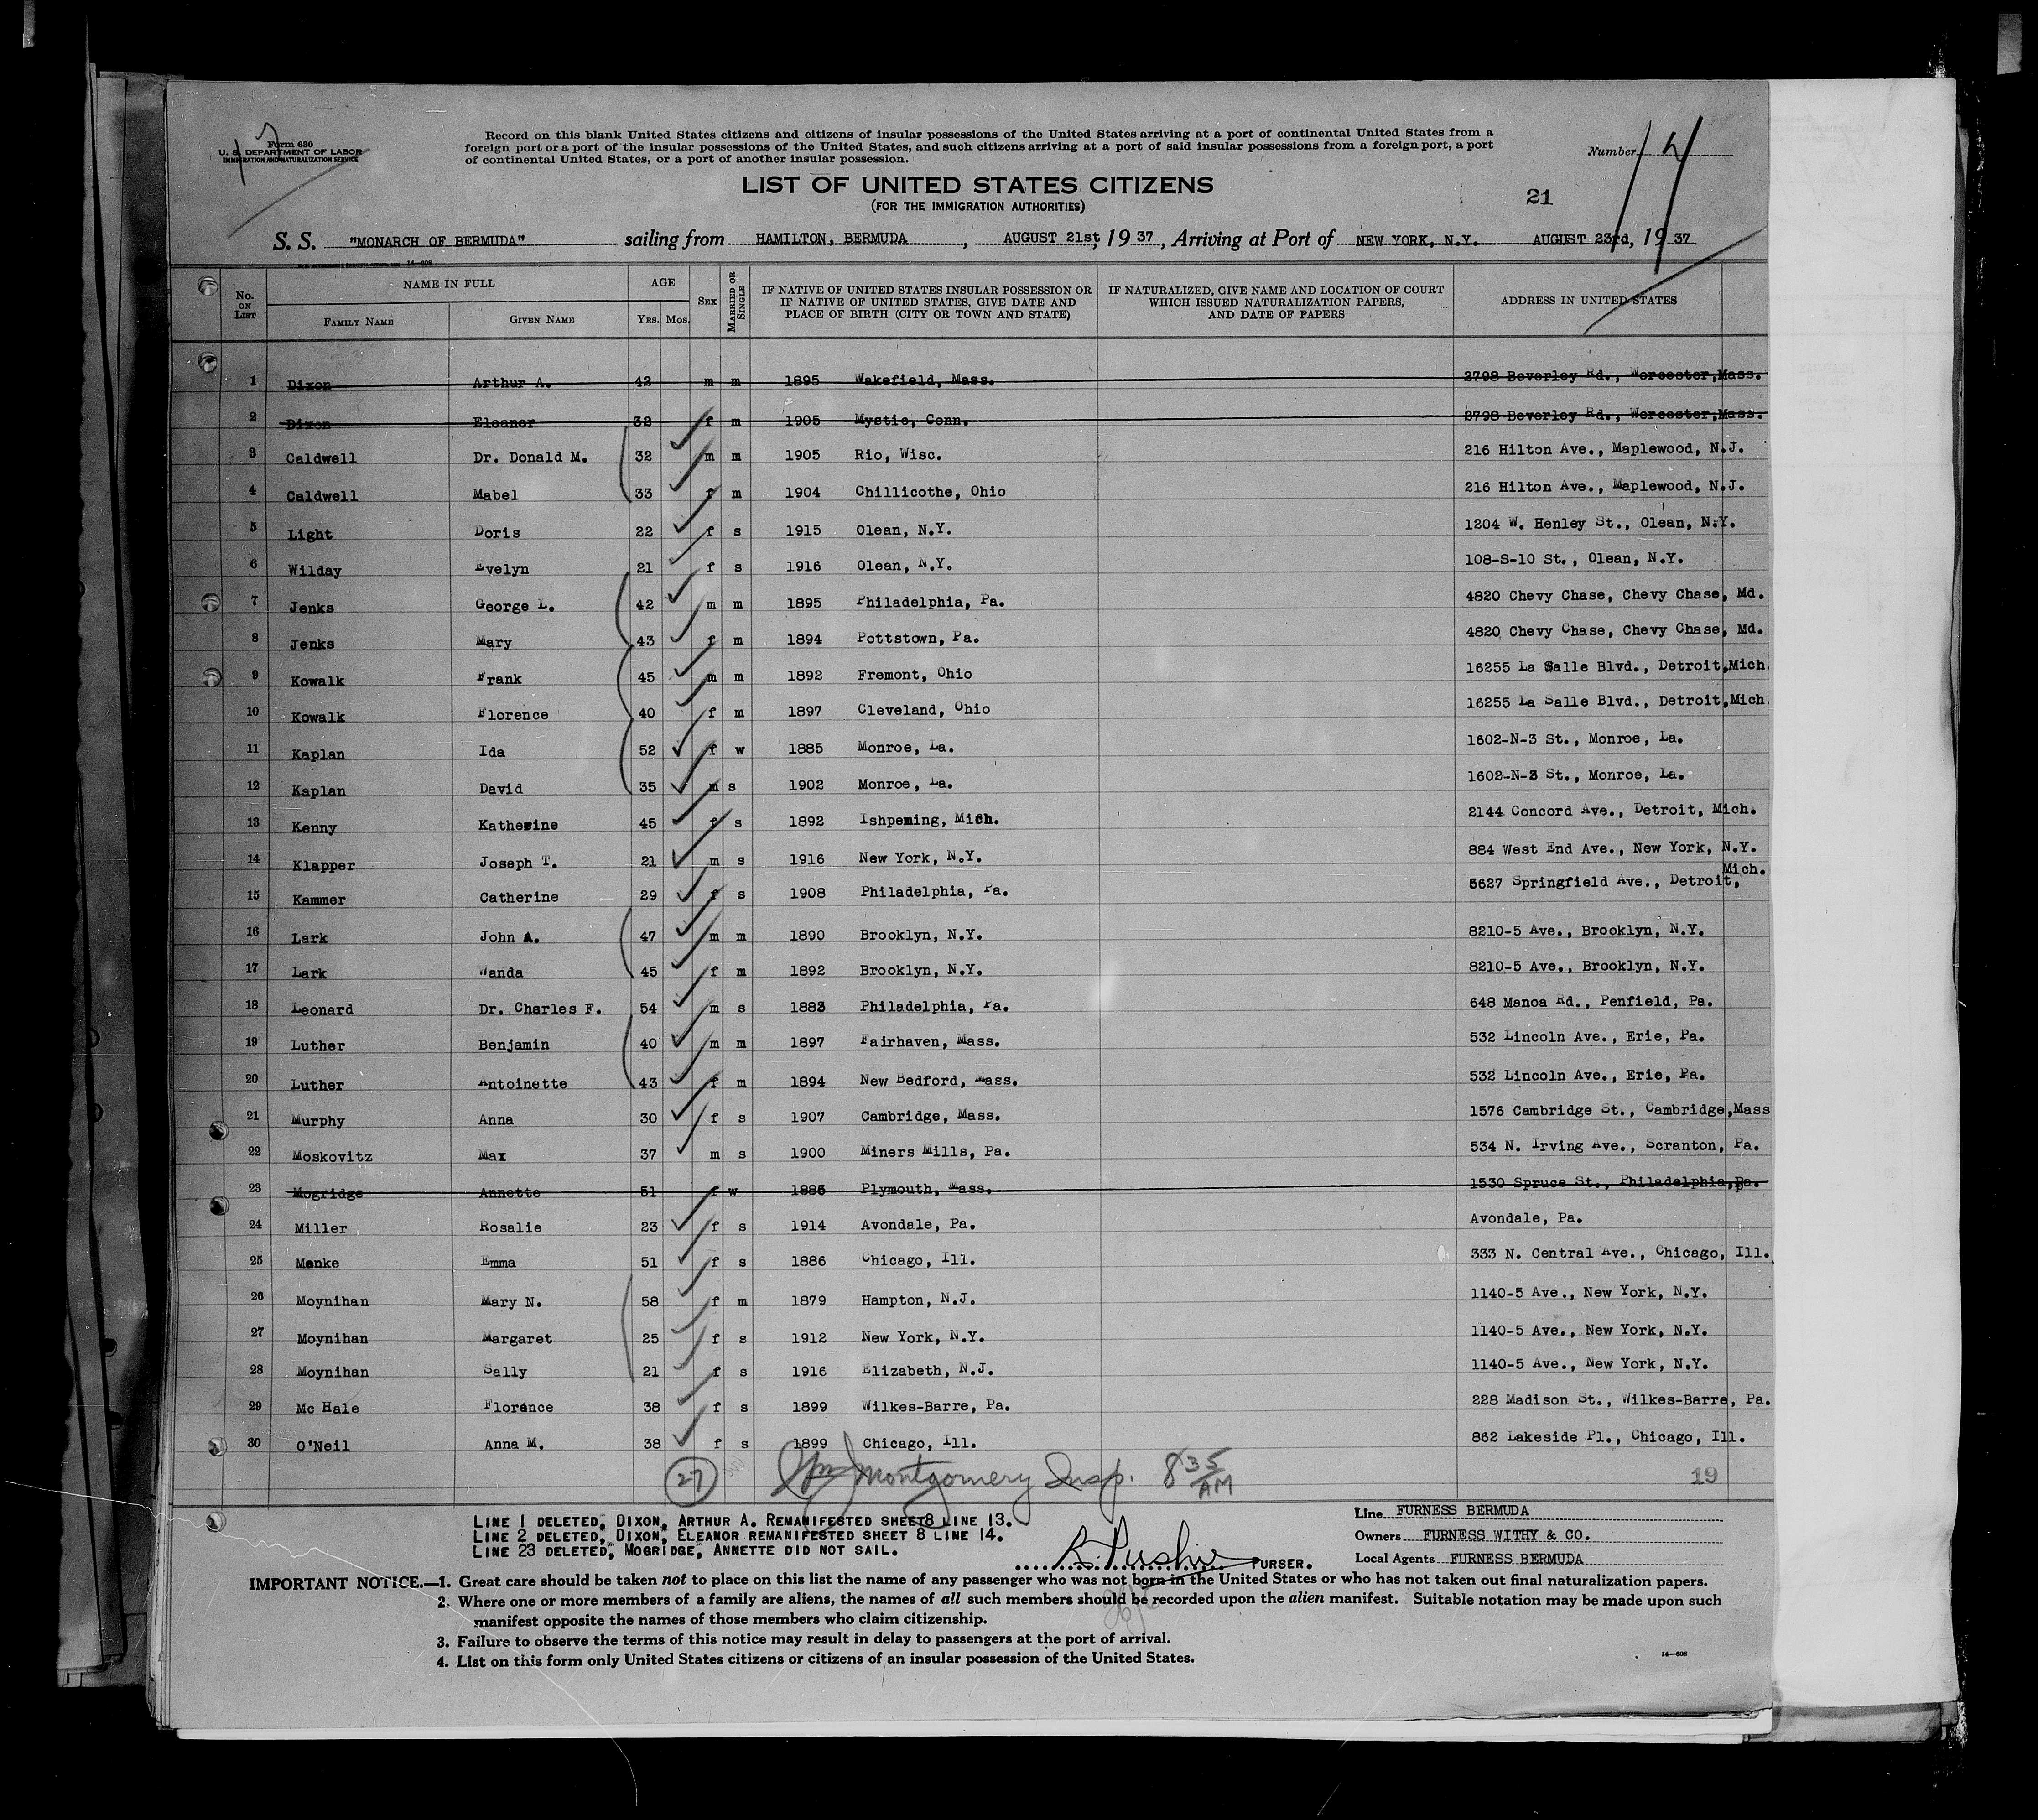 Form 630
U. S. DEPARTMENT OF LABOR
IMMIGRATION AND NATURALIZATION SERVICE
Record on this blank United States citizens and citizens of insular possessions of the United States arriving at a port of continental United States from a
foreign port or a port of the insular possessions of the United States, and such citizens arriving at a port of said insular possessions from a foreign port, a port
of continental United States, or a port of another insular possession.
Number 14
LIST OF UNITED STATES CITIZENS
(FOR THE IMMIGRATION AUTHORITIES)
21
S. S. "MONARCH OF BERMUDA" sailing from HAMILTON, BERMUDA, AUGUST 21st, 1937, Arriving at Port of NEW YORK, N.Y. AUGUST 23rd, 1937
No. ON LIST NAME IN FULL FAMILY NAME GIVEN NAME AGE YRS. MOS. SEX MARRIED OR SINGLE IF NATIVE OF UNITED STATES INSULAR POSSESSION OR IF NATIVE OF UNITED STATES, GIVE DATE AND PLACE OF BIRTH (CITY OR TOWN AND STATE) IF NATURALIZED, GIVE NAME AND LOCATION OF COURT WHICH ISSUED NATURALIZATION PAPERS, AND DATE OF PAPERS ADDRESS IN UNITED STATES
1 Dixon Arthur A. 42 m m 1895 Wakefield, Mass. 2798 Beverley Rd., Worcester, Mass.
2 Dixon Eleanor 32 f m 1905 Mystic, Conn. 2798 Beverley Rd., Worcester, Mass.
3 Caldwell Dr. Donald M. 32 m m 1905 Rio, Wisc. 216 Hilton Ave., Maplewood, N.J.
4 Caldwell Mabel 33 f m 1904 Chillicothe, Ohio 216 Hilton Ave., Maplewood, N.J.
5 Light Doris 22 f s 1915 Olean, N.Y. 1204 W. Henley St., Olean, N.Y.
6 Wilday Evelyn 21 f s 1916 Olean, N.Y. 108-S-10 St., Olean, N.Y.
7 Jenks George L. 42 m m 1895 Philadelphia, Pa. 4820 Chevy Chase, Chevy Chase, Md.
8 Jenks Mary 43 f m 1894 Pottstown, Pa. 4820 Chevy Chase, Chevy Chase, Md.
9 Kowalk Frank 45 m m 1892 Fremont, Ohio 16255 La Salle Blvd., Detroit, Mich.
10 Kowalk Florence 40 f m 1897 Cleveland, Ohio 16255 La Salle Blvd., Detroit, Mich.
11 Kaplan Ida 52 f w 1885 Monroe, La. 1602-N-3 St., Monroe, La.
12 Kaplan David 35 m s 1902 Monroe, La. 1602-N-3 St., Monroe, La.
13 Kenny Katherine 45 f s 1892 Ishpeming, Mich. 2144 Concord Ave., Detroit, Mich.
14 Klapper Joseph T. 21 m s 1916 New York, N.Y. 884 West End Ave., New York, N.Y.
15 Kammer Catherine 29 f s 1908 Philadelphia, Pa. 5627 Springfield Ave., Detroit, Mich.
16 Lark John A. 47 m m 1890 Brooklyn, N.Y. 8210-5 Ave., Brooklyn, N.Y.
17 Lark Wanda 45 f m 1892 Brooklyn, N.Y. 8210-5 Ave., Brooklyn, N.Y.
18 Leonard Dr. Charles F. 54 m s 1883 Philadelphia, Pa. 648 Manoa Rd., Penfield, Pa.
19 Luther Benjamin 40 m m 1897 Fairhaven, Mass. 532 Lincoln Ave., Erie, Pa.
20 Luther Antoinette 43 f m 1894 New Bedford, Mass. 532 Lincoln Ave., Erie, Pa.
21 Murphy Anna 30 f s 1907 Cambridge, Mass. 1576 Cambridge St., Cambridge, Mass
22 Moskovitz Max 37 m s 1900 Miners Mills, Pa. 534 N. Irving Ave., Scranton, Pa.
23 Mogridge Annette 51 f w 1886 Plymouth, Mass. 1530 Spruce St., Philadelphia, Pa.
24 Miller Rosalie 23 f s 1914 Avondale, Pa. Avondale, Pa.
25 Manke Emma 51 f s 1886 Chicago, Ill. 333 N. Central Ave., Chicago, Ill.
26 Moynihan Mary N. 58 f m 1879 Hampton, N.J. 1140-5 Ave., New York, N.Y.
27 Moynihan Margaret 25 f s 1912 New York, N.Y. 1140-5 Ave., New York, N.Y.
28 Moynihan Sally 21 f s 1916 Elizabeth, N.J. 1140-5 Ave., New York, N.Y.
29 Mc Hale Florence 38 f s 1899 Wilkes-Barre, Pa. 228 Madison St., Wilkes-Barre, Pa.
30 O'Neil Anna M. 38 f s 1899 Chicago, Ill. 862 Lakeside Pl., Chicago, Ill.
27 Montgomery Insp. 8 35 AM 19
LINE 1 DELETED, DIXON, ARTHUR A. REMANIFESTED SHEET 8 LINE 13.
LINE 2 DELETED, DIXON, ELEANOR REMANIFESTED SHEET 8 LINE 14.
LINE 23 DELETED, MOGRIDGE, ANNETTE DID NOT SAIL.
PURSER.
Line FURNESS BERMUDA
Owners FURNESS WITHY & CO.
Local Agents FURNESS BERMUDA
IMPORTANT NOTICE.—1. Great care should be taken not to place on this list the name of any passenger who was not born in the United States or who has not taken out final naturalization papers.
2. Where one or more members of a family are aliens, the names of all such members should be recorded upon the alien manifest. Suitable notation may be made upon such
manifest opposite the names of those members who claim citizenship.
3. Failure to observe the terms of this notice may result in delay to passengers at the port of arrival.
4. List on this form only United States citizens or citizens of an insular possession of the United States.
14—608